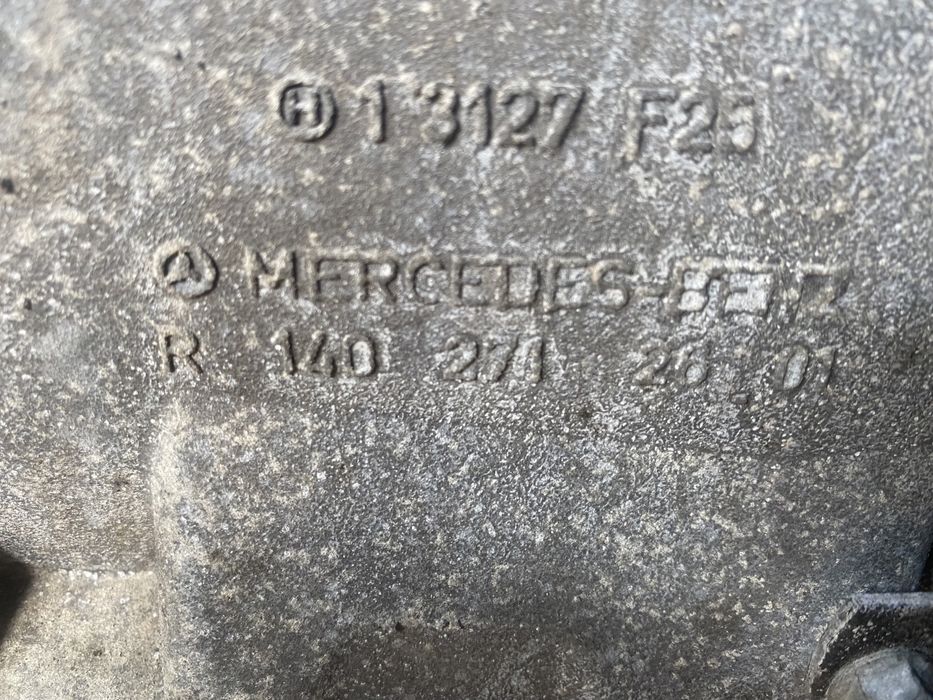 H 1 3127 F25
MERCEDES-BENZ
R 140 271 26 01